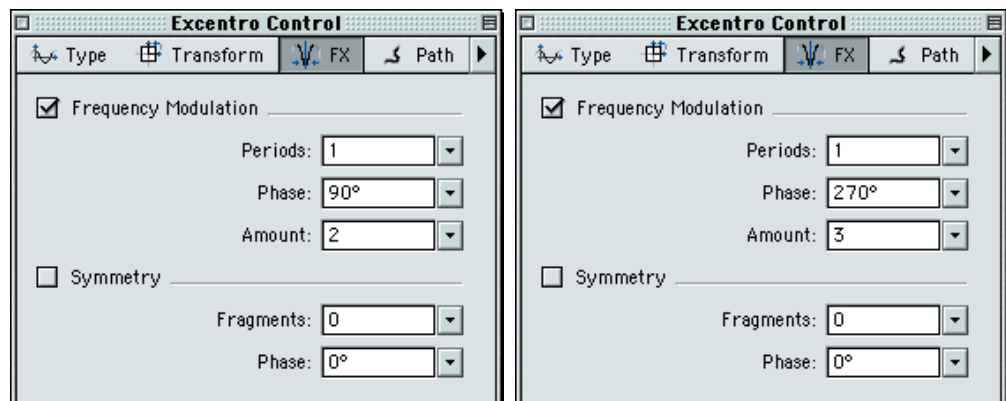 Excentro Control
Type Transform FX Path
Frequency Modulation
Periods: 1
Phase: 90°
Amount: 2
Symmetry
Fragments: 0
Phase: 0°
Excentro Control
Type Transform FX Path
Frequency Modulation
Periods: 1
Phase: 270°
Amount: 3
Symmetry
Fragments: 0
Phase: 0°